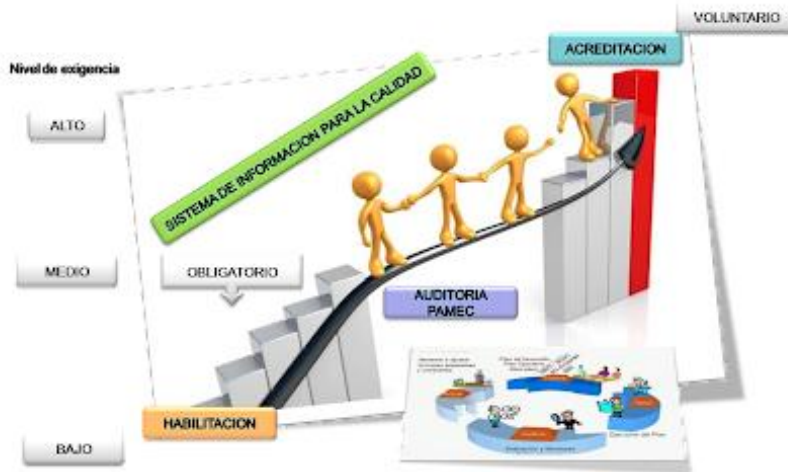 VOLUNTARIO
ACREDITACION
Nivel de exigencia
ALTO
SISTEMA DE INFORMACION PARA LA CALIDAD
MEDIO
OBLIGATORIO
AUDITORIA
PAMEC
HABILITACION
BAJO